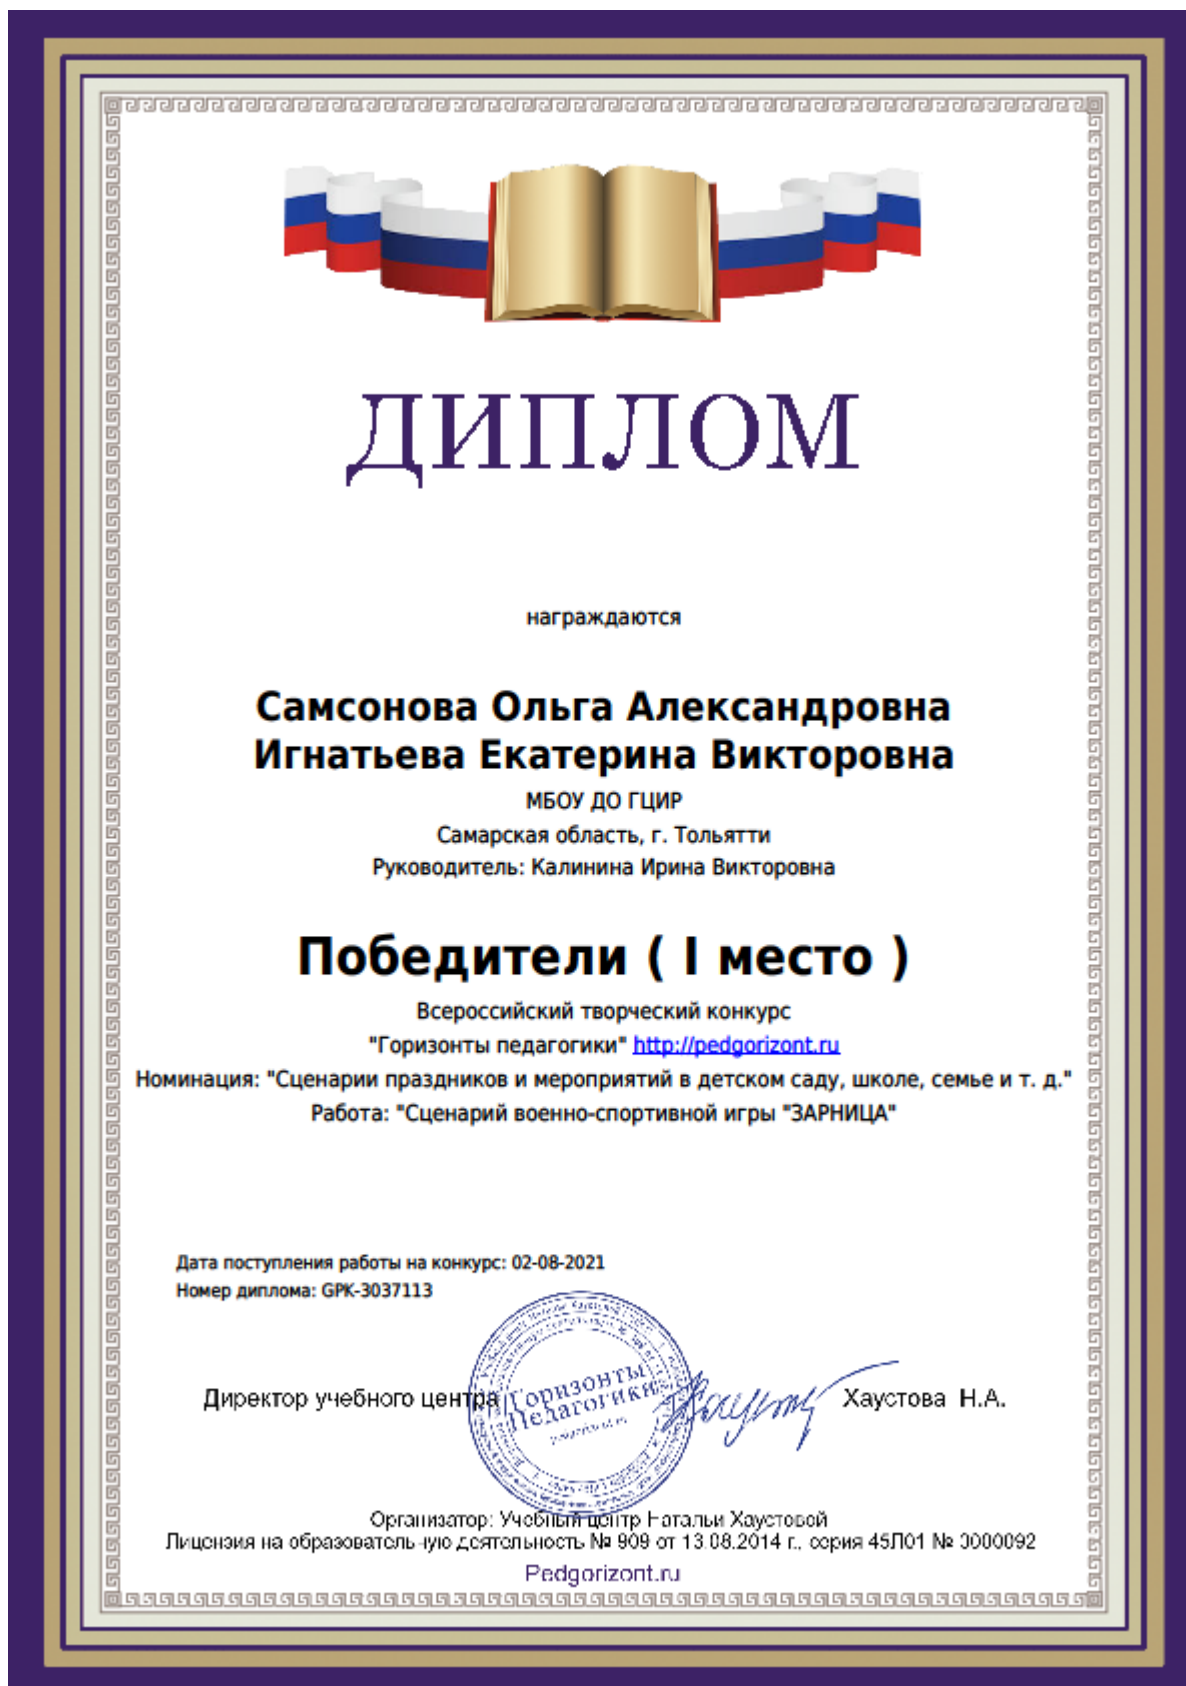 ДИПЛОМ
награждаются
Самсонова Ольга Александровна
Игнатьева Екатерина Викторовна
МБОУ ДО ГЦИР
Самарская область, г. Тольятти
Руководитель: Калинина Ирина Викторовна
Победители ( I место )
Всероссийский творческий конкурс
"Горизонты педагогики" http://pedgorizont.ru
Номинация: "Сценарии праздников и мероприятий в детском саду, школе, семье и т. д."
Работа: "Сценарий военно-спортивной игры "ЗАРНИЦА"
Дата поступления работы на конкурс: 02-08-2021
Номер диплома: GPK-3037113
Горизонты
Педагогики
Директор учебного центра Хаустова Н.А.
Организатор: Учебный центр Натальи Хаустовой
Лицензия на образовательную деятельность № 909 от 13.08.2014 г., серия 45Л01 № 0000092
Pedgorizont.ru